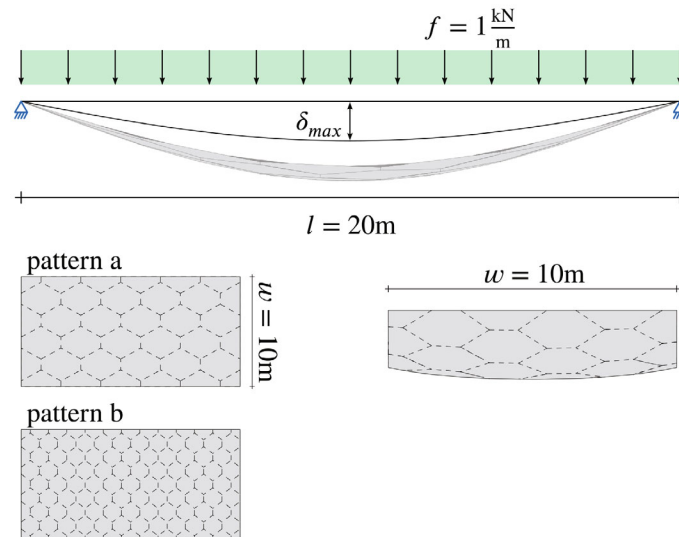 f = 1 kN/m
δmax
l = 20m
pattern a
w = 10m
w = 10m
pattern b